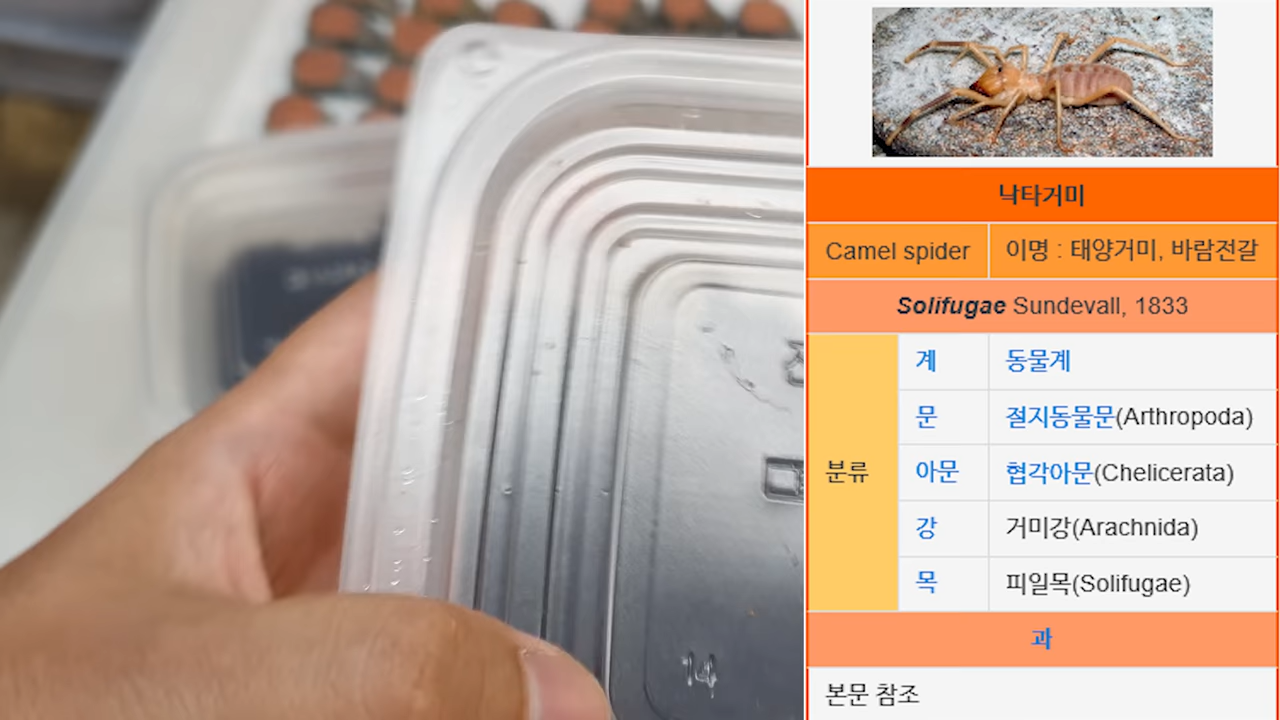 14
낙타거미
Camel spider 이명 : 태양거미, 바람전갈
Solifugae Sundevall, 1833
분류
계 동물계
문 절지동물문(Arthropoda)
아문 협각아문(Chelicerata)
강 거미강(Arachnida)
목 피일목(Solifugae)
과
본문 참조